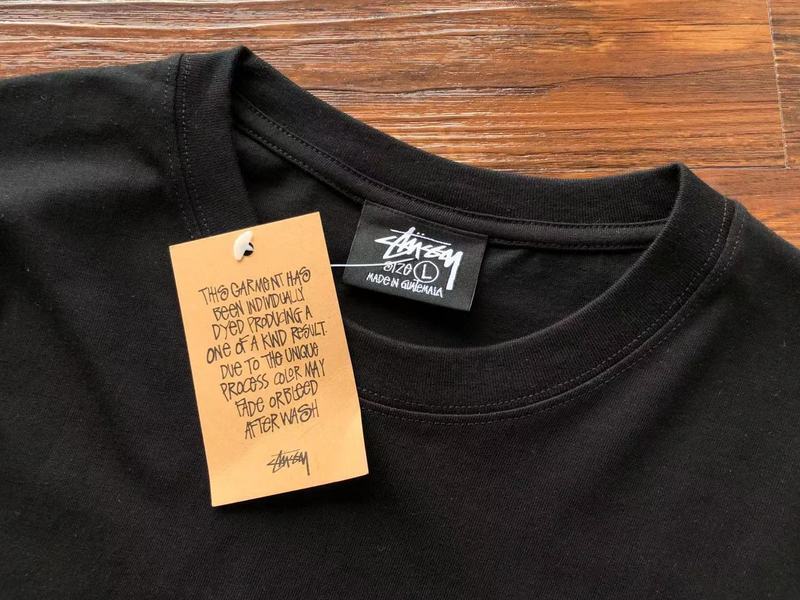 THIS GARMENT HAS
BEEN INDIVIDUALLY
DYED PRODUCING A
ONE OF A KIND RESULT.
DUE TO THE UNIQUE
PROCESS COLOR MAY
FADE OR BLEED
AFTER WASH
Stüssy
Stüssy
SIZE L
MADE IN GUATEMALA